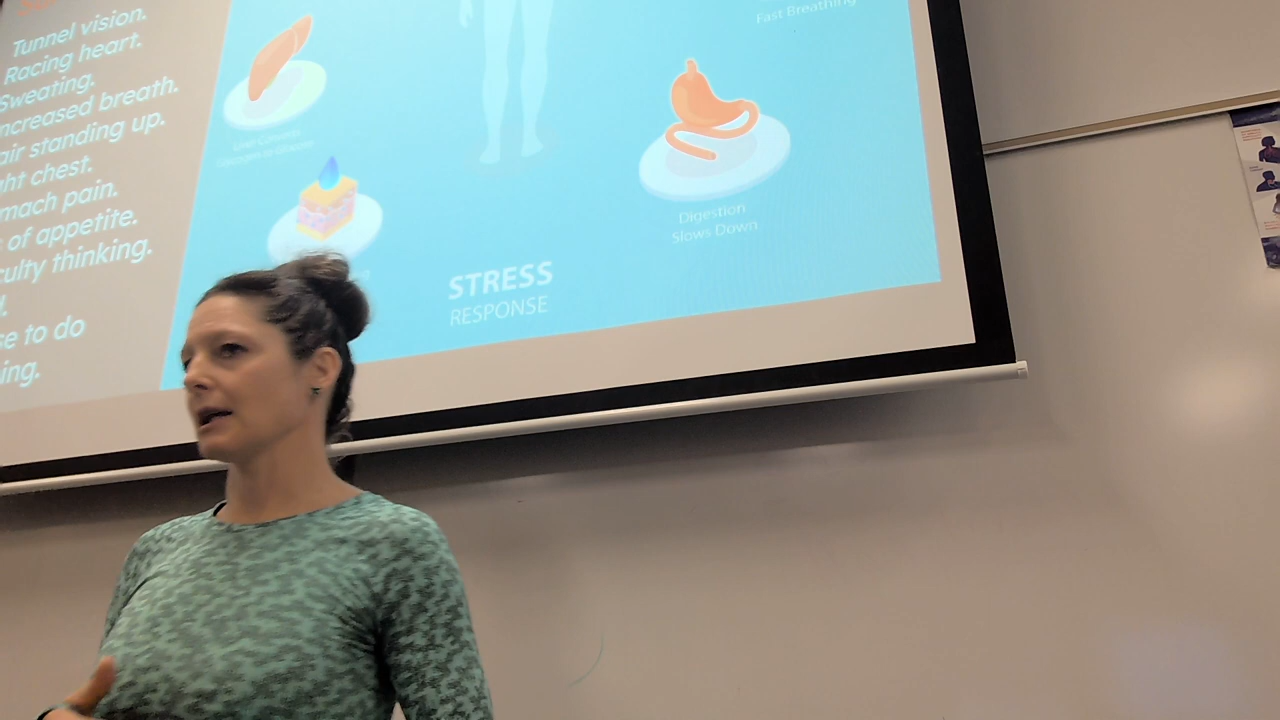 Tunnel vision.
Racing heart.
Sweating.
ncreased breath.
air standing up.
ht chest.
mach pain.
of appetite.
culty thinking.
se to do
ing.
Fast Breathing
Digestion
Slows Down
STRESS
RESPONSE